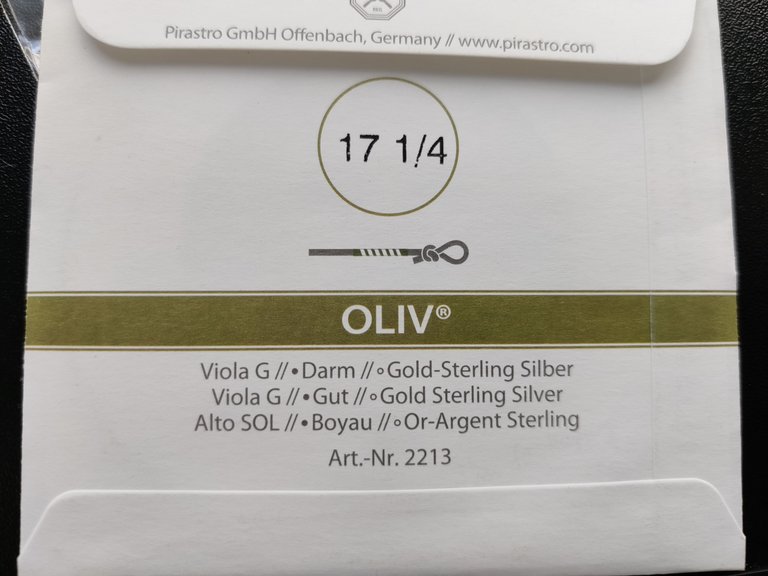 Pirastro GmbH Offenbach, Germany // www.pirastro.com
17 1/4
OLIV®
Viola G // • Darm // ∘ Gold-Sterling Silber
Viola G // • Gut // ∘ Gold Sterling Silver
Alto SOL // • Boyau // ∘ Or-Argent Sterling
Art.-Nr. 2213